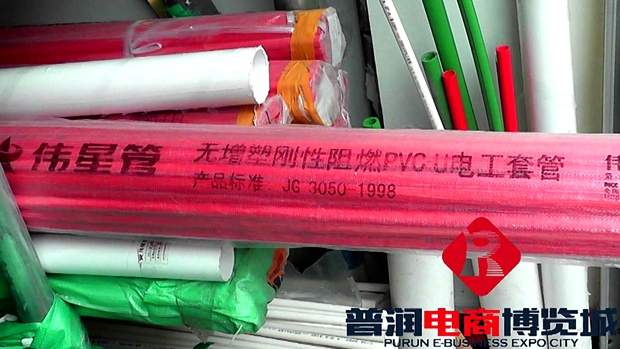 伟星管
无增塑刚性阻燃PVC-U电工套管
产品标准：JG 3050-1998
伟
普润电商博览城
PURUN E-BUSINESS EXPO CITY